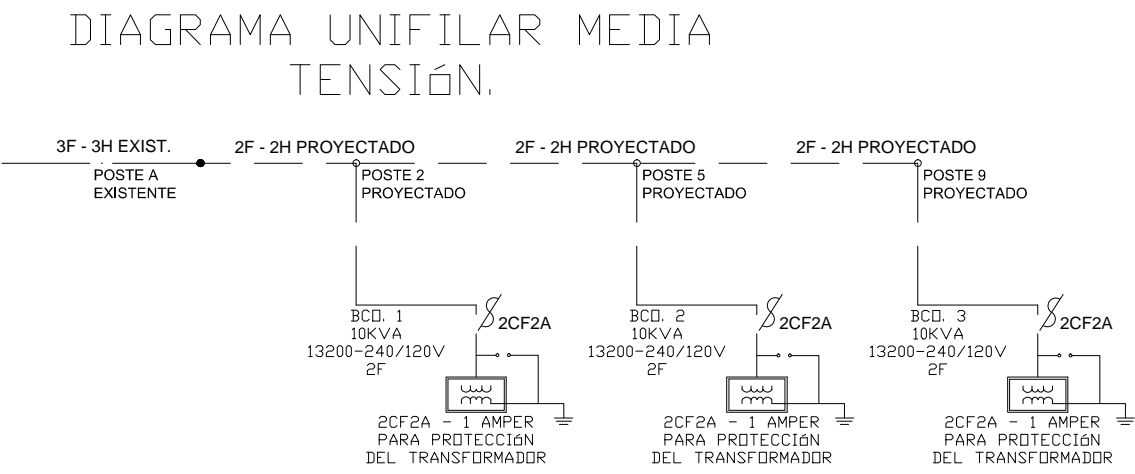 DIAGRAMA UNIFILAR MEDIA
TENSIóN.
3F - 3H EXIST.
2F - 2H PROYECTADO
2F - 2H PROYECTADO
2F - 2H PROYECTADO
POSTE A
EXISTENTE
POSTE 2
PROYECTADO
POSTE 5
PROYECTADO
POSTE 9
PROYECTADO
BCO. 1
10KVA
13200-240/120V
2F
2CF2A
BCO. 2
10KVA
13200-240/120V
2F
2CF2A
BCO. 3
10KVA
13200-240/120V
2F
2CF2A
2CF2A - 1 AMPER
PARA PROTECCIóN
DEL TRANSFORMADOR
2CF2A - 1 AMPER
PARA PROTECCIóN
DEL TRANSFORMADOR
2CF2A - 1 AMPER
PARA PROTECCIóN
DEL TRANSFORMADOR